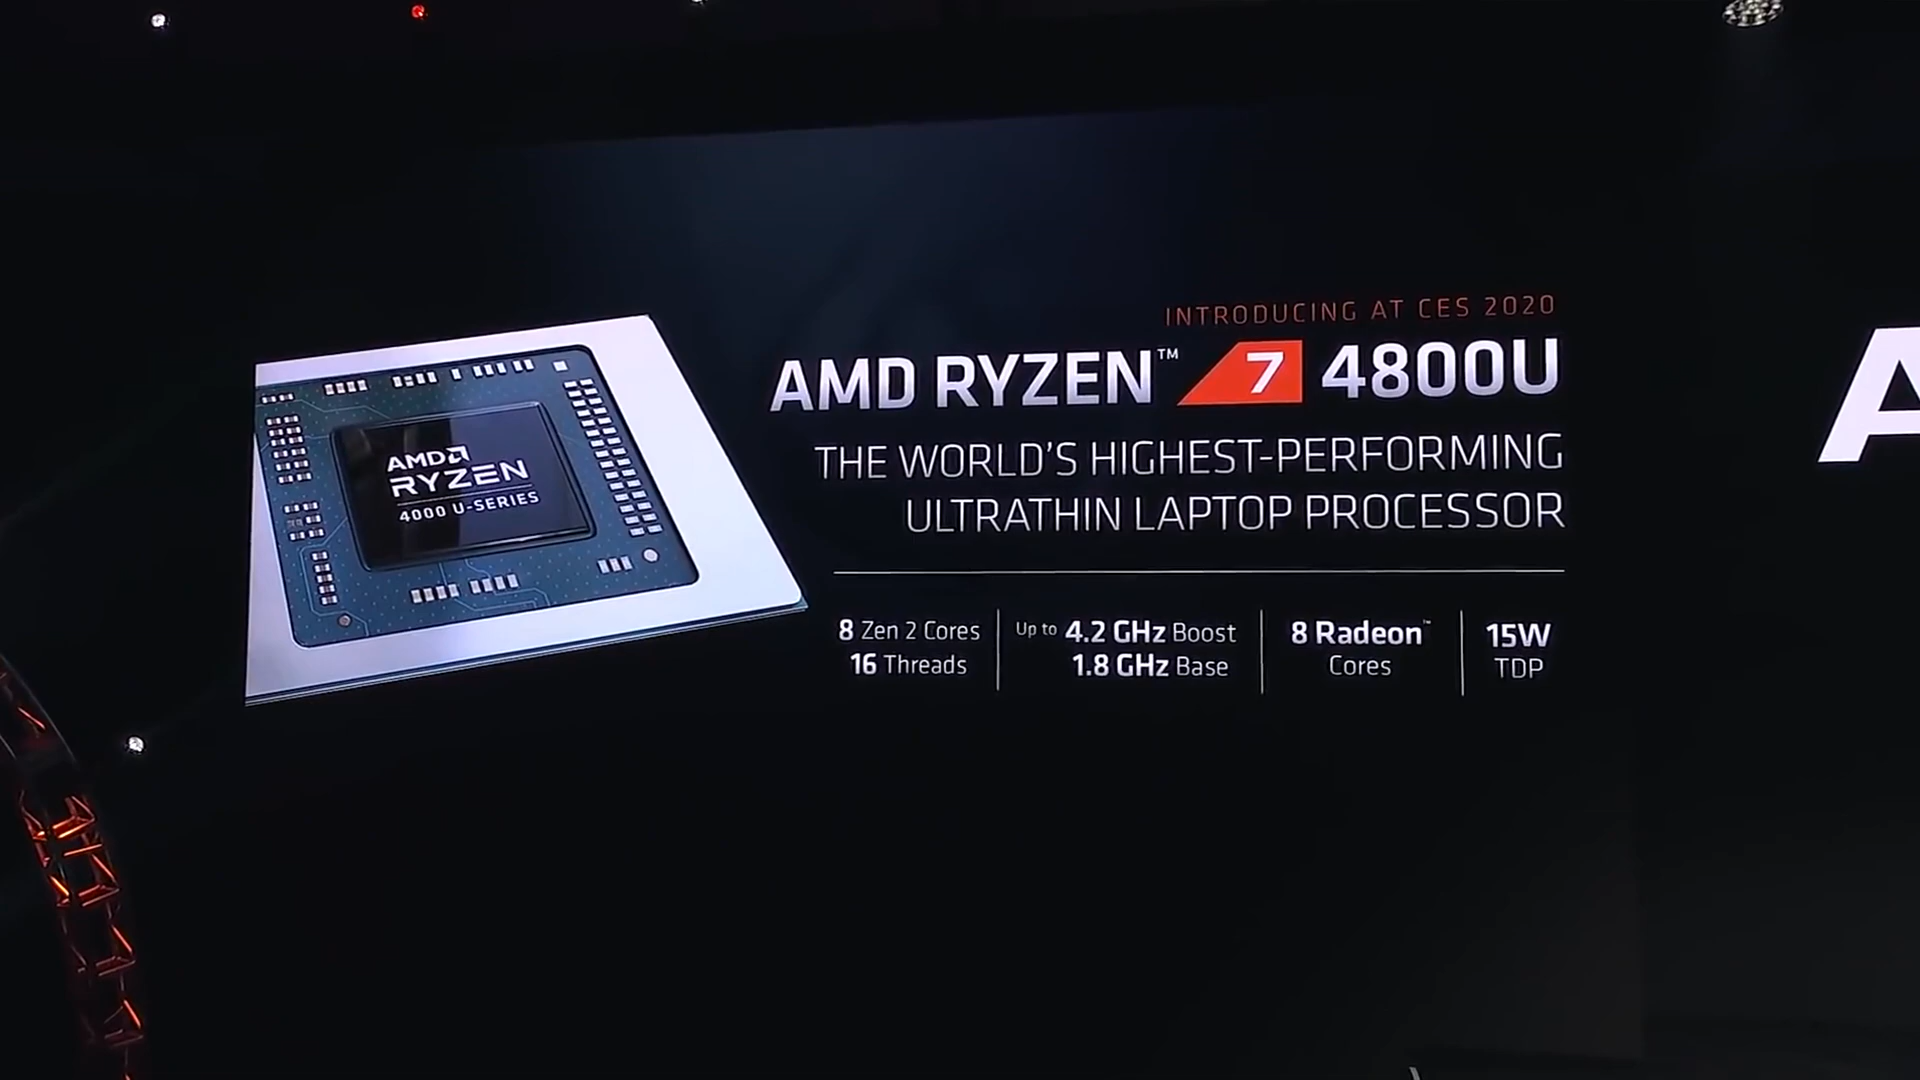 INTRODUCING AT CES 2020
AMD RYZEN™ 7 4800U
THE WORLD'S HIGHEST-PERFORMING
ULTRATHIN LAPTOP PROCESSOR
8 Zen 2 Cores
16 Threads
Up to 4.2 GHz Boost
1.8 GHz Base
8 Radeon™
Cores
15W
TDP
AMD
RYZEN
4000 U-SERIES
A